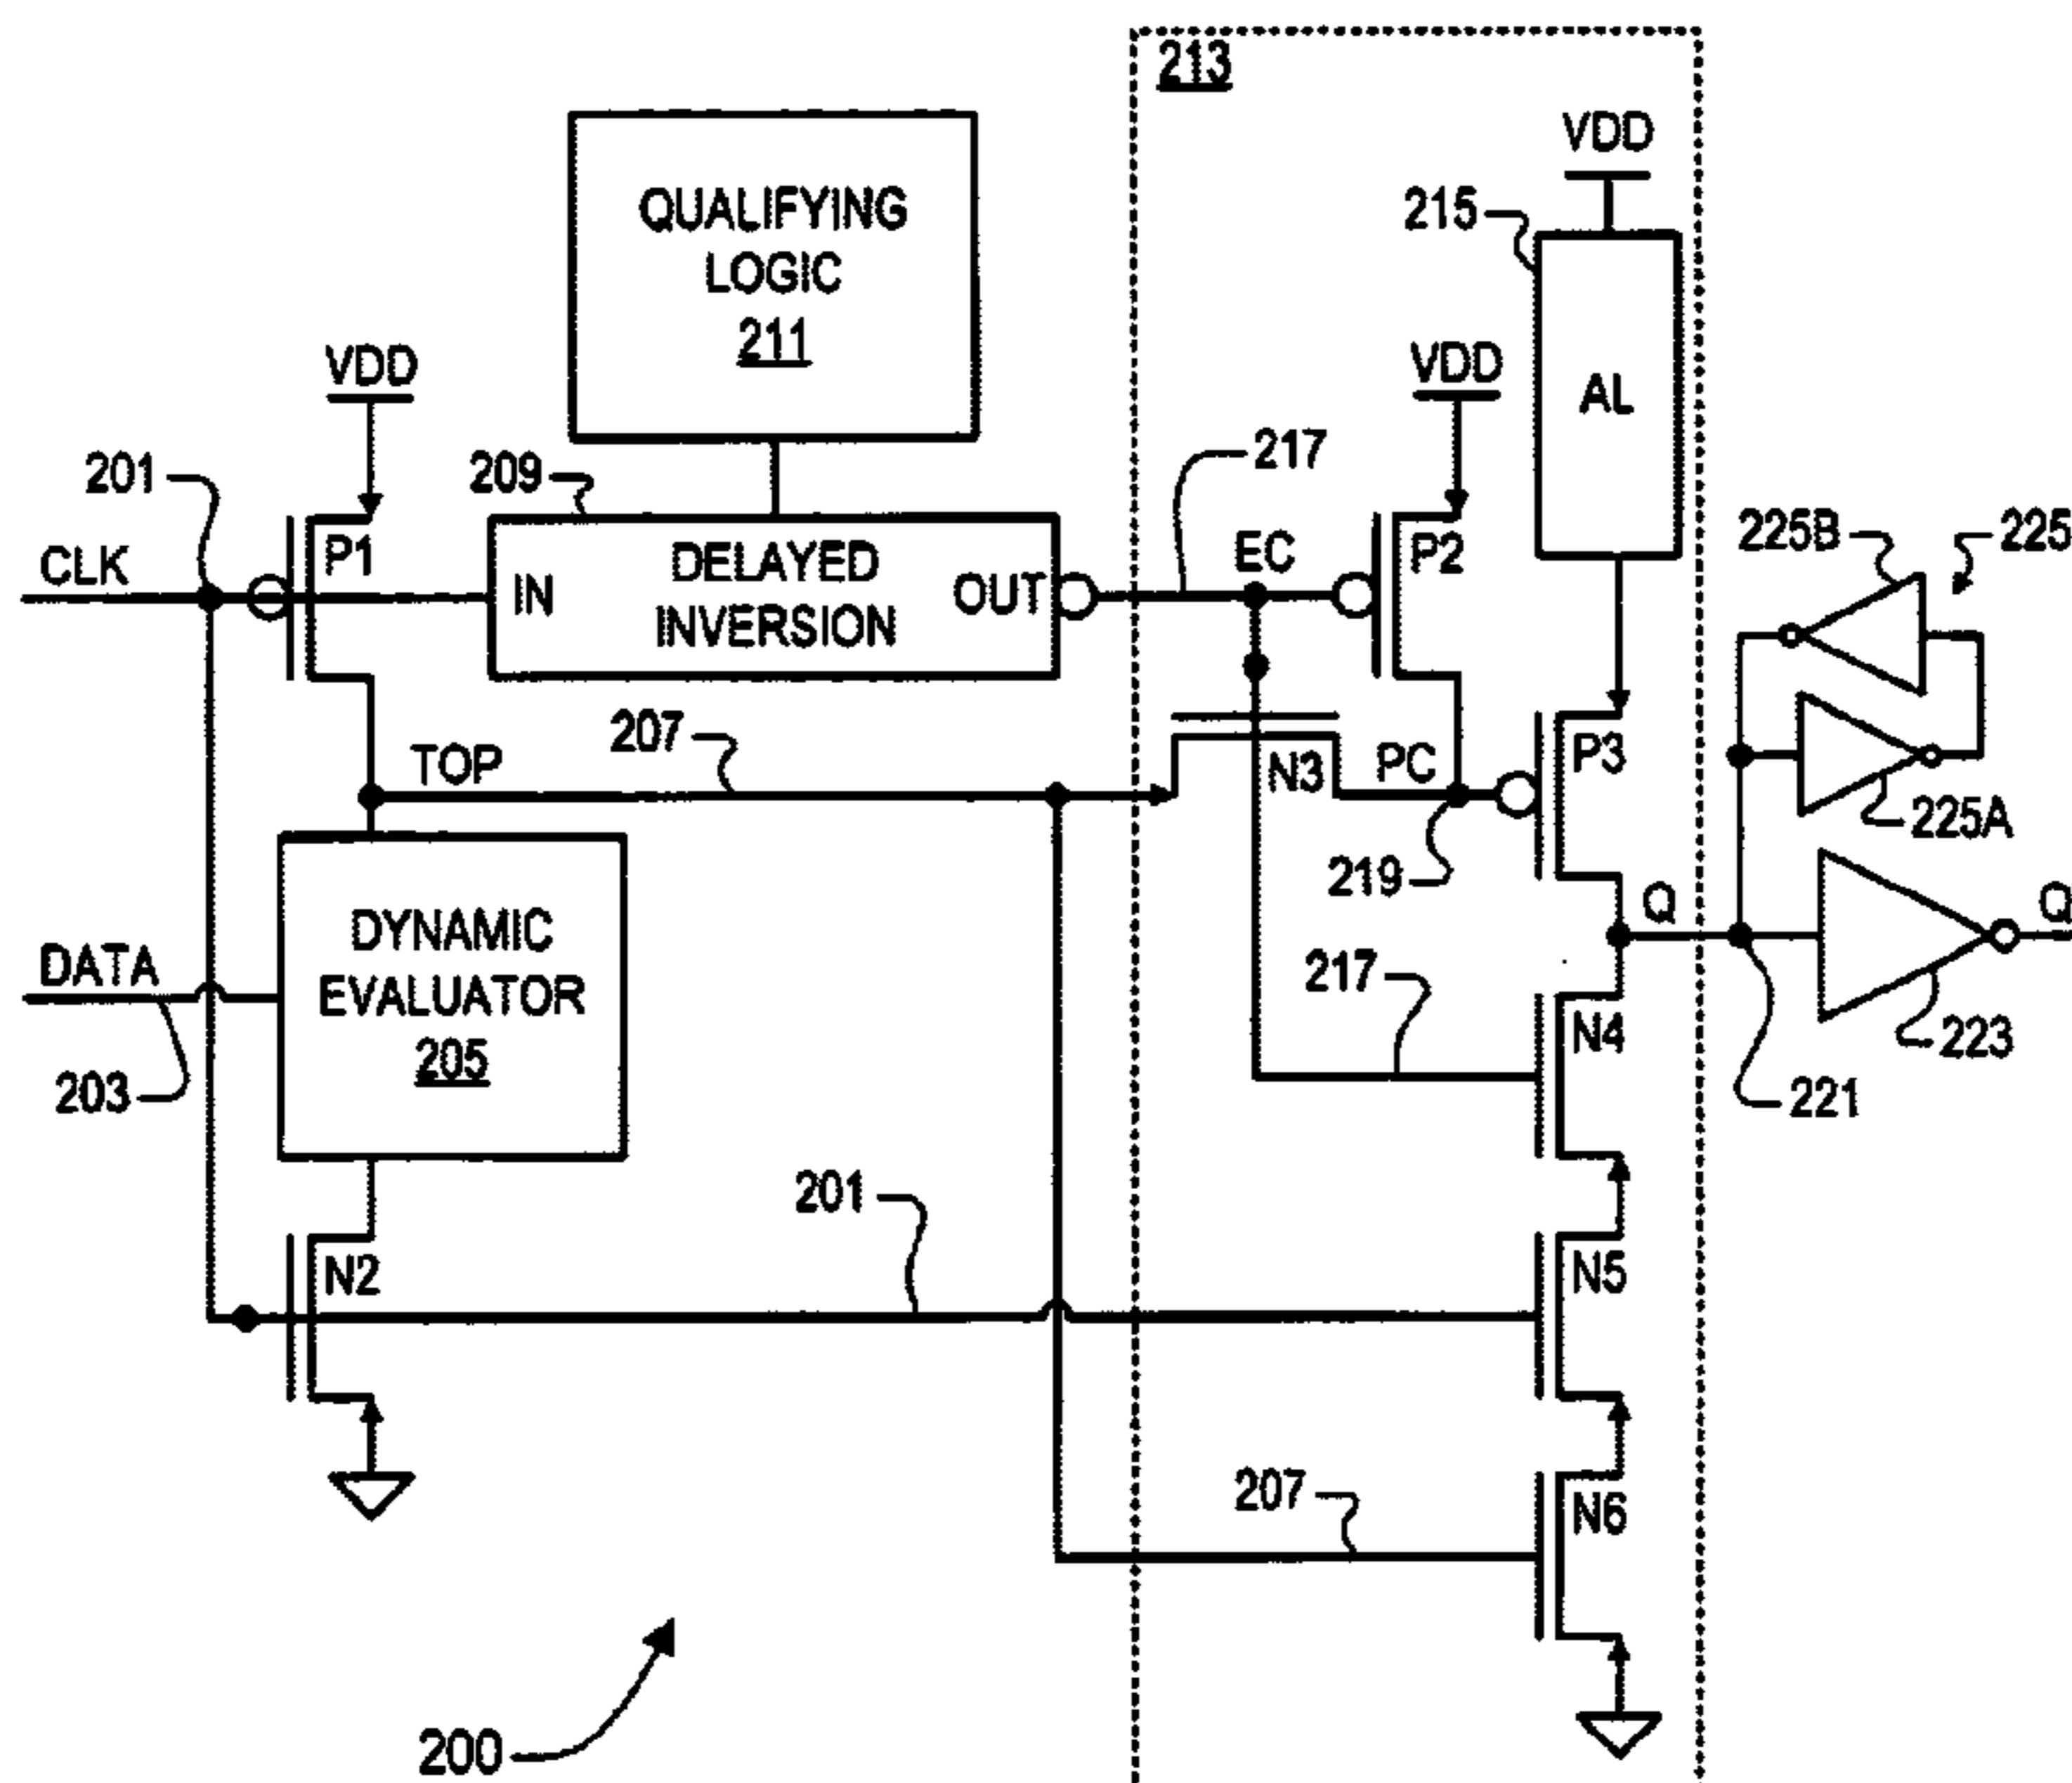 213
VDD
QUALIFYING
LOGIC
211
215
AL
VDD
VDD
201
209
217
225B
225
CLK
P1
IN
DELAYED
INVERSION
OUT
EC
P2
TOP
207
N3
PC
P3
225A
219
DATA
DYNAMIC
EVALUATOR
205
Q
Q
217
N4
223
203
221
201
N2
N5
207
N6
200